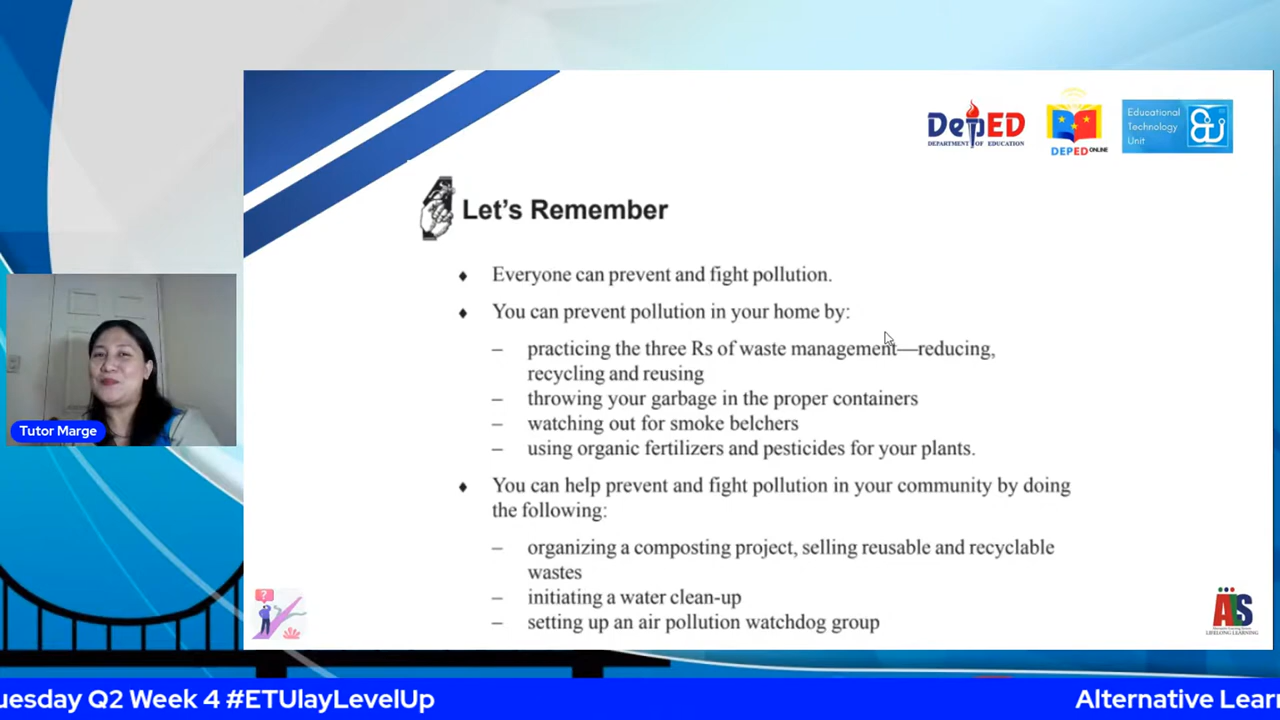 DepED
DEPARTMENT OF EDUCATION
DEPED ONLINE
Educational
Technology
Unit
Let's Remember
♦ Everyone can prevent and fight pollution.
♦ You can prevent pollution in your home by:
– practicing the three Rs of waste management—reducing,
recycling and reusing
– throwing your garbage in the proper containers
– watching out for smoke belchers
– using organic fertilizers and pesticides for your plants.
♦ You can help prevent and fight pollution in your community by doing
the following:
– organizing a composting project, selling reusable and recyclable
wastes
– initiating a water clean-up
– setting up an air pollution watchdog group
Tutor Marge
?
ALS
LIFELONG LEARNING
uesday Q2 Week 4 #ETUlayLevelUp
Alternative Learn